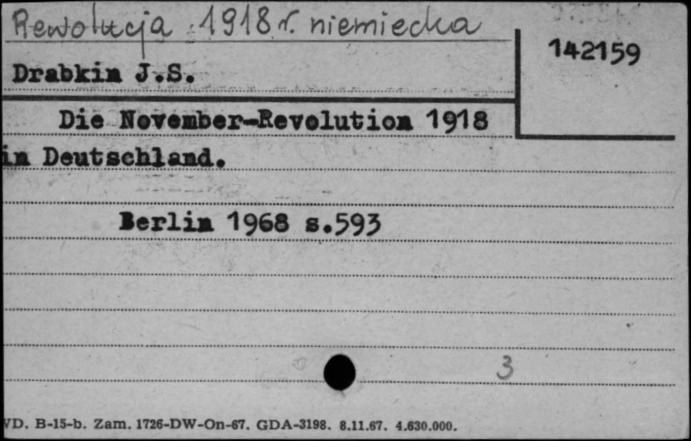 Rewolucja 1918 r. niemiecka
142159
Drabkin J.S.
Die November-Revolution 1918
in Deutschland.
Berlin 1968 s.593
3
VD. B-15-b. Zam. 1726-DW-On-67. GDA-3198. 8.11.67. 4.630.000.